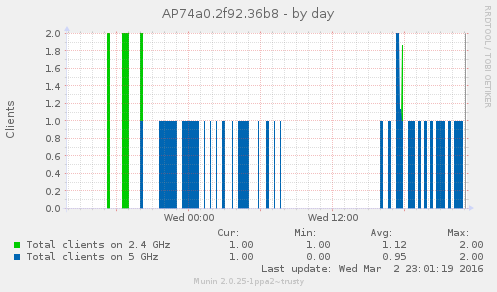 AP74a0.2f92.36b8 - by day
RRDTOOL / TOBI OETIKER
Clients
2.0
1.8
1.6
1.4
1.2
1.0
0.8
0.6
0.4
0.2
0.0
Wed 00:00 Wed 12:00
Cur: Min: Avg: Max:
Total clients on 2.4 GHz 1.00 1.00 1.12 2.00
Total clients on 5 GHz 1.00 0.00 0.95 2.00
Last update: Wed Mar 2 23:01:19 2016
Munin 2.0.25-1ppa2~trusty